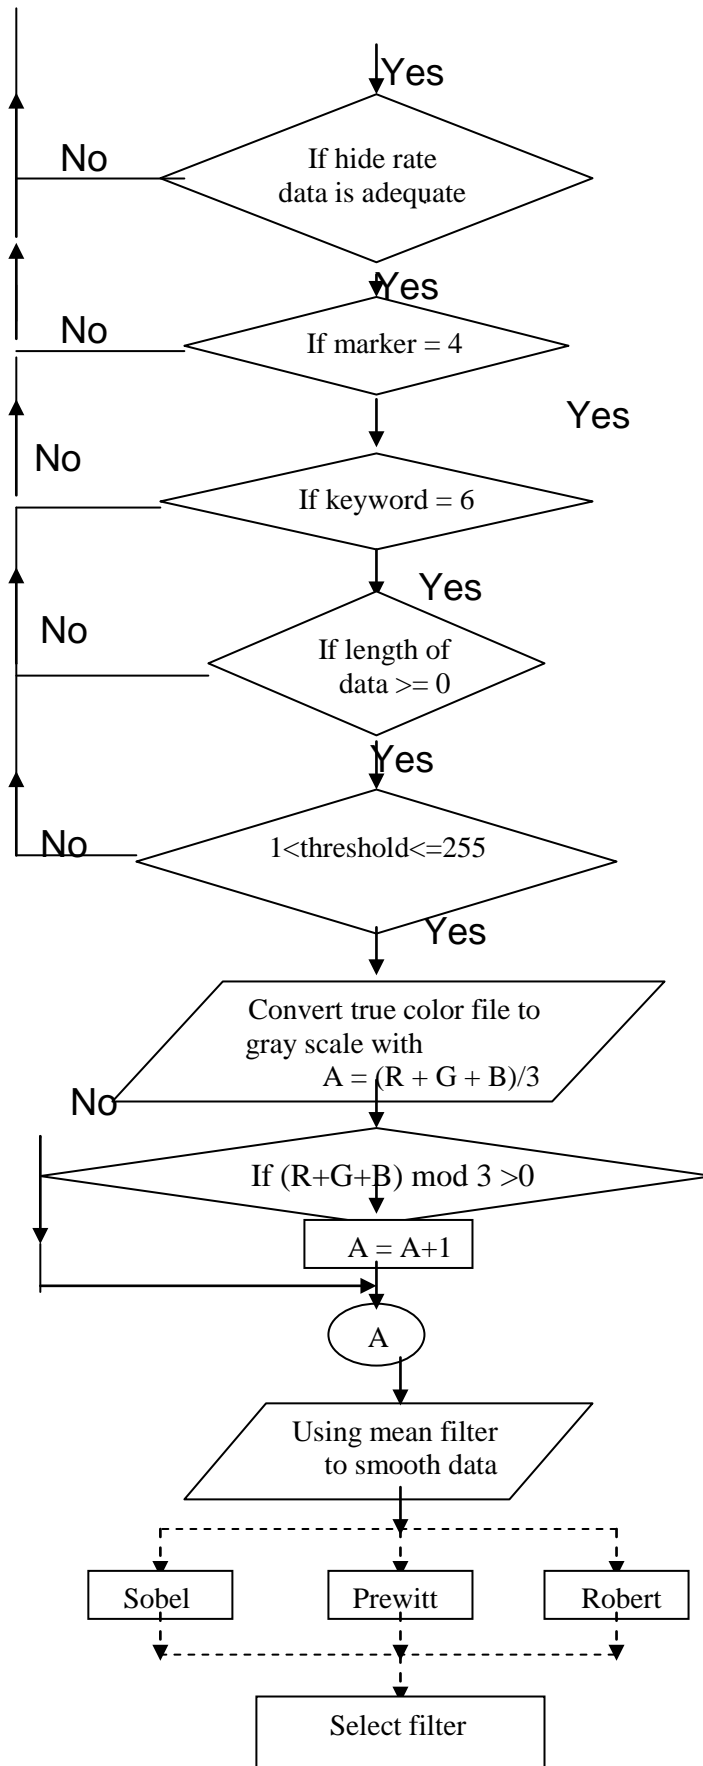 Yes
No
If hide rate
data is adequate
Yes
No
If marker = 4
Yes
No
If keyword = 6
Yes
No
If length of
data >= 0
Yes
No
1<threshold<=255
Yes
Convert true color file to
gray scale with
A = (R + G + B)/3
No
If (R+G+B) mod 3 >0
A = A+1
A
Using mean filter
to smooth data
Sobel
Prewitt
Robert
Select filter